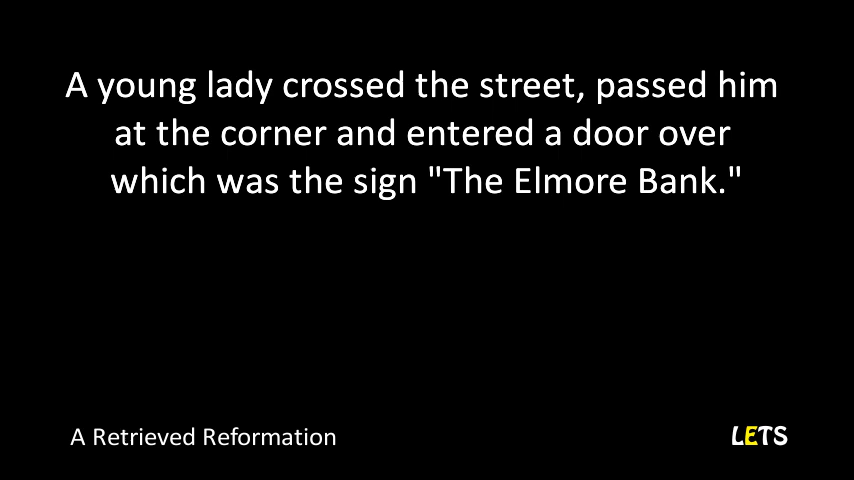 A young lady crossed the street, passed him
at the corner and entered a door over
which was the sign "The Elmore Bank."
A Retrieved Reformation
LETS